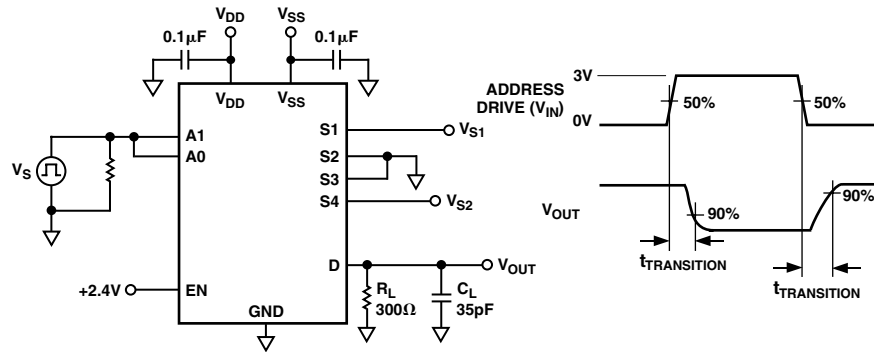 VDD
VSS
0.1µF
0.1µF
VDD
VSS
A1
A0
VS
S1
VS1
S2
S3
S4
VS2
D
VOUT
+2.4V
EN
GND
RL
300Ω
CL
35pF
3V
ADDRESS
DRIVE (VIN)
50%
50%
0V
VOUT
90%
90%
tTRANSITION
tTRANSITION